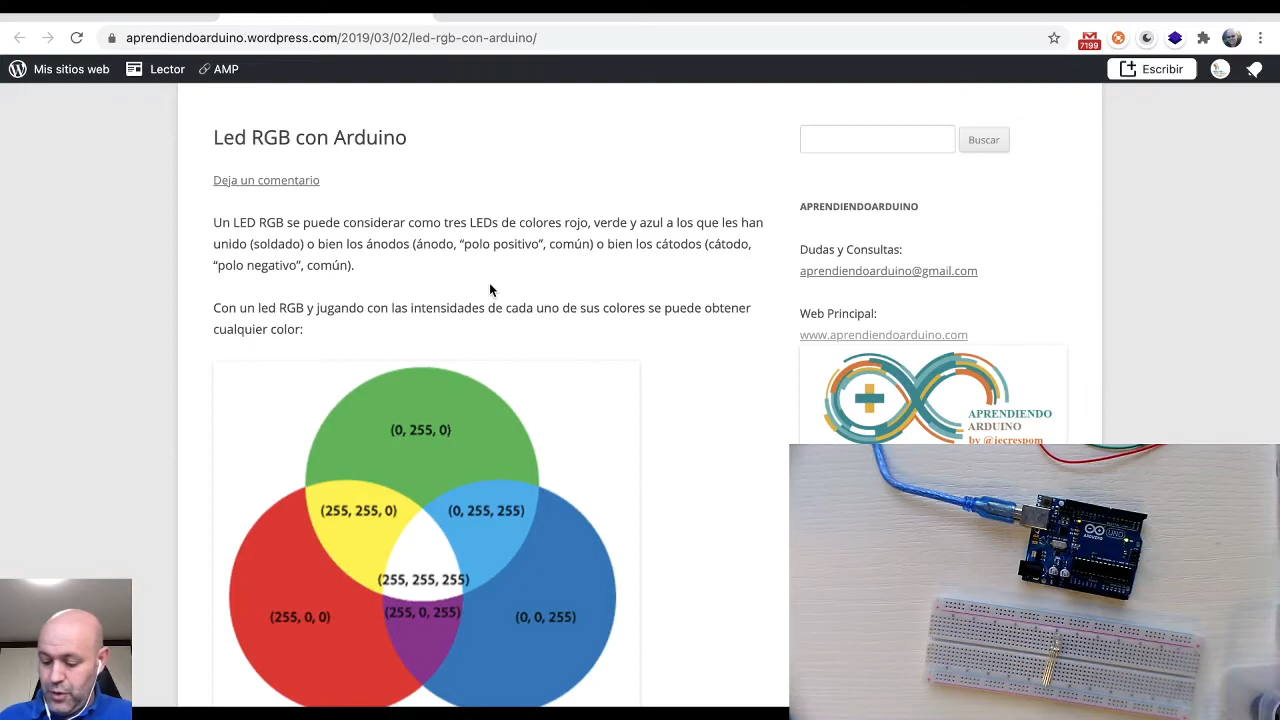 aprendiendoarduino.wordpress.com/2019/03/02/led-rgb-con-arduino/
7199
Mis sitios web
Lector
AMP
Escribir
Led RGB con Arduino
Deja un comentario
Un LED RGB se puede considerar como tres LEDs de colores rojo, verde y azul a los que les han
unido (soldado) o bien los ánodos (ánodo, “polo positivo”, común) o bien los cátodos (cátodo,
“polo negativo”, común).
Con un led RGB y jugando con las intensidades de cada uno de sus colores se puede obtener
cualquier color:
(0, 255, 0)
(255, 255, 0)
(0, 255, 255)
(255, 255, 255)
(255, 0, 0)
(255, 0, 255)
(0, 0, 255)
Buscar
APRENDIENDOARDUINO
Dudas y Consultas:
aprendiendoarduino@gmail.com
Web Principal:
www.aprendiendoarduino.com
APRENDIENDO
ARDUINO
by @jecrespom
ARDUINO
UNO